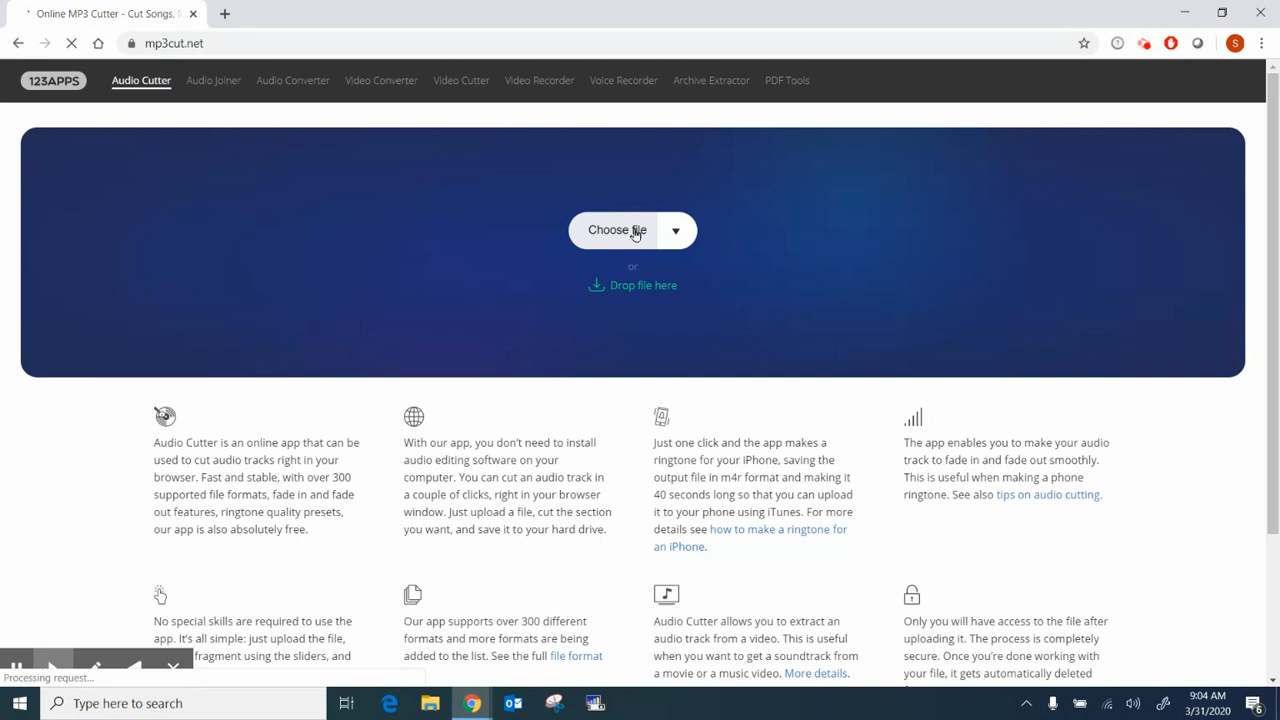 Online MP3 Cutter - Cut Songs,
mp3cut.net
S
123APPS Audio Cutter Audio Joiner Audio Converter Video Converter Video Cutter Video Recorder Voice Recorder Archive Extractor PDF Tools
Choose file
or
Drop file here
Audio Cutter is an online app that can be
used to cut audio tracks right in your
browser. Fast and stable, with over 300
supported file formats, fade in and fade
out features, ringtone quality presets,
our app is also absolutely free.
With our app, you don't need to install
audio editing software on your
computer. You can cut an audio track in
a couple of clicks, right in your browser
window. Just upload a file, cut the section
you want, and save it to your hard drive.
Just one click and the app makes a
ringtone for your iPhone, saving the
output file in m4r format and making it
40 seconds long so that you can upload
it to your phone using iTunes. For more
details see how to make a ringtone for
an iPhone.
The app enables you to make your audio
track to fade in and fade out smoothly.
This is useful when making a phone
ringtone. See also tips on audio cutting.
No special skills are required to use the
app. It's all simple: just upload the file,
fragment using the sliders, and
Our app supports over 300 different
formats and more formats are being
added to the list. See the full file format
Audio Cutter allows you to extract an
audio track from a video. This is useful
when you want to get a soundtrack from
a movie or a music video. More details.
Only you will have access to the file after
uploading it. The process is completely
secure. Once you're done working with
your file, it gets automatically deleted
Processing request...
Type here to search
9:04 AM
3/31/2020
6